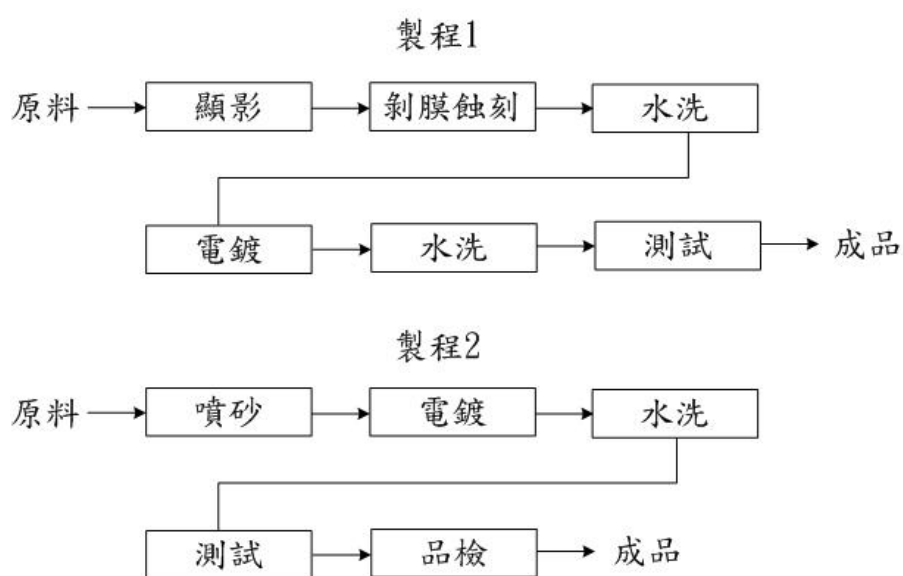 製程1
原料 顯影 剝膜蝕刻 水洗
電鍍 水洗 測試 成品
製程2
原料 噴砂 電鍍 水洗
測試 品檢 成品